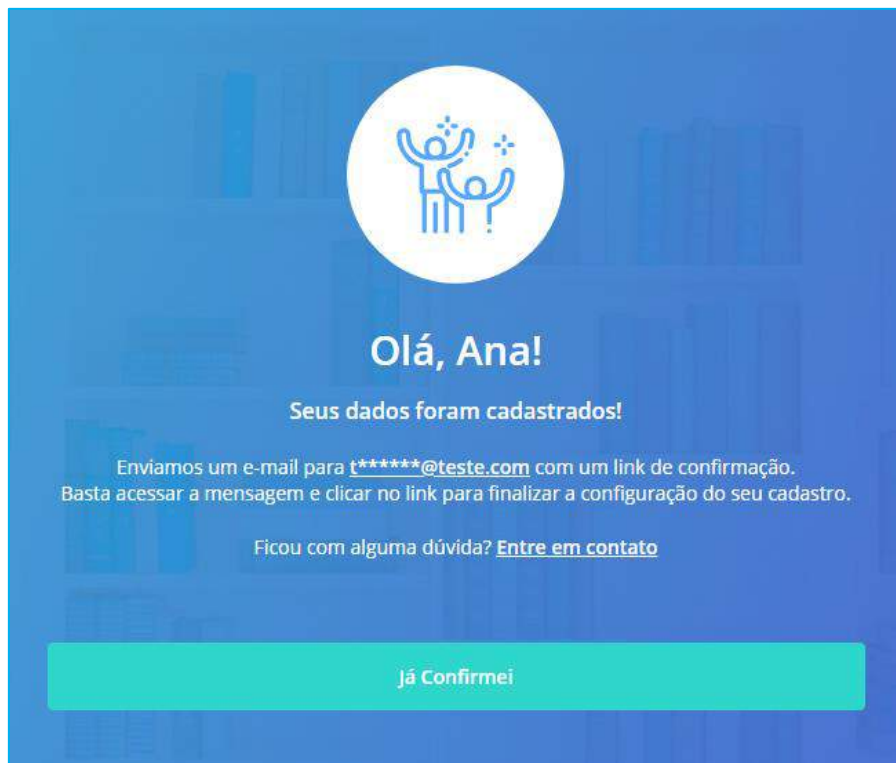 Olá, Ana!
Seus dados foram cadastrados!
Enviamos um e-mail para t******@teste.com com um link de confirmação.
Basta acessar a mensagem e clicar no link para finalizar a configuração do seu cadastro.
Ficou com alguma dúvida? Entre em contato
Já Confirmei